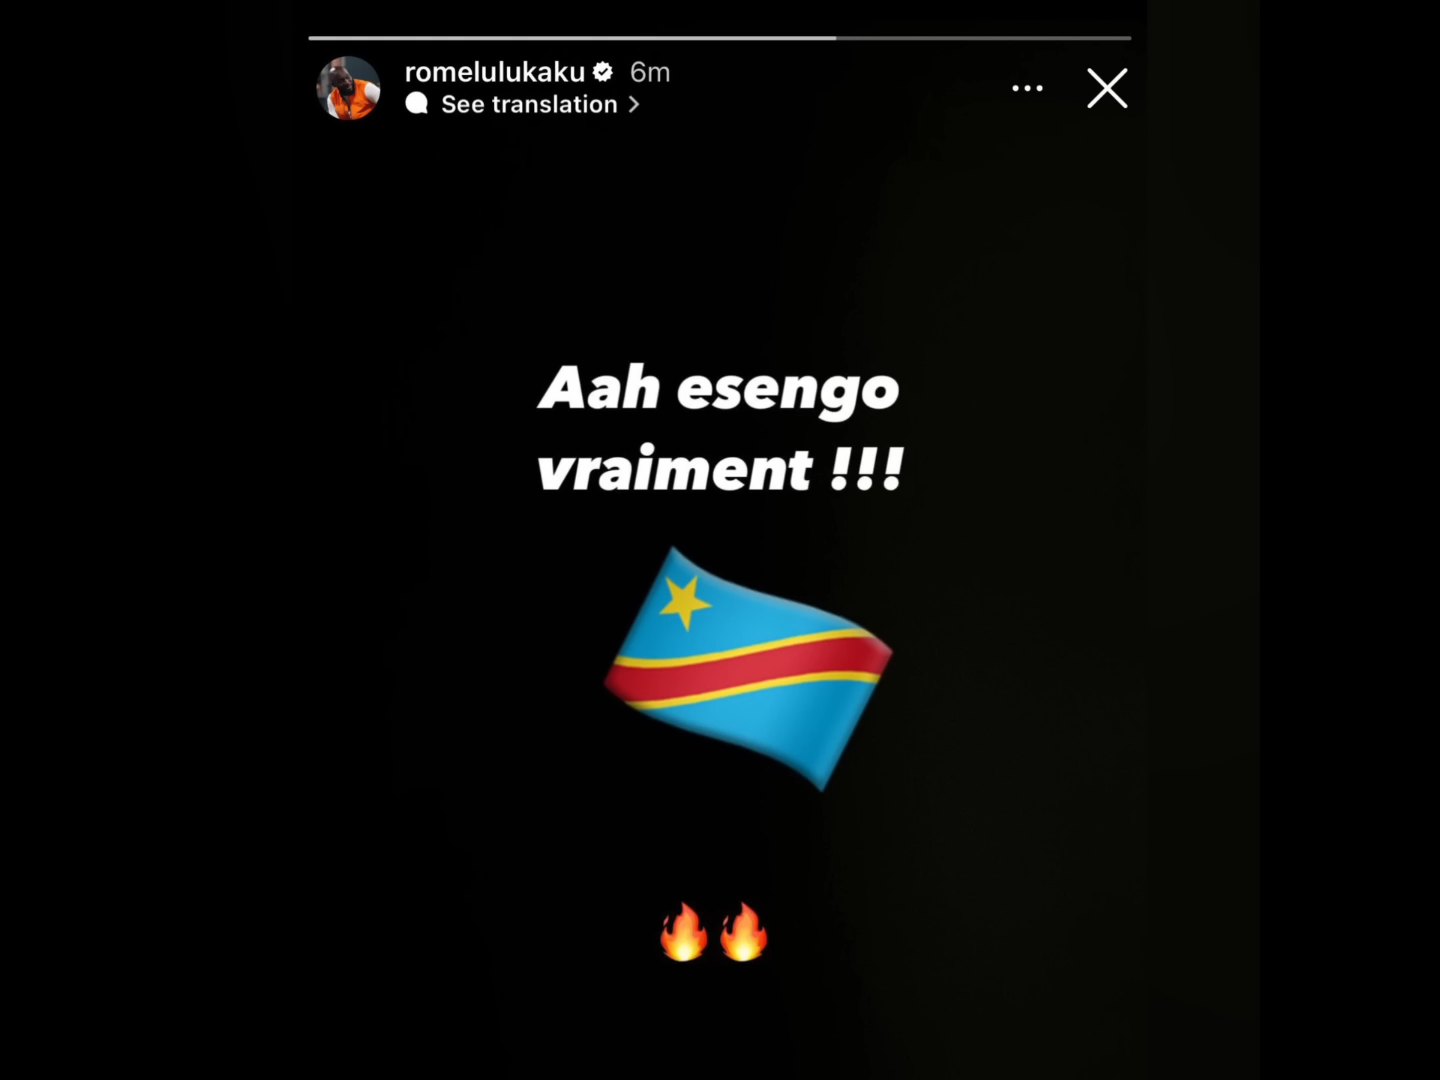 romelulukaku 6m
See translation
Aah esengo
vraiment !!!